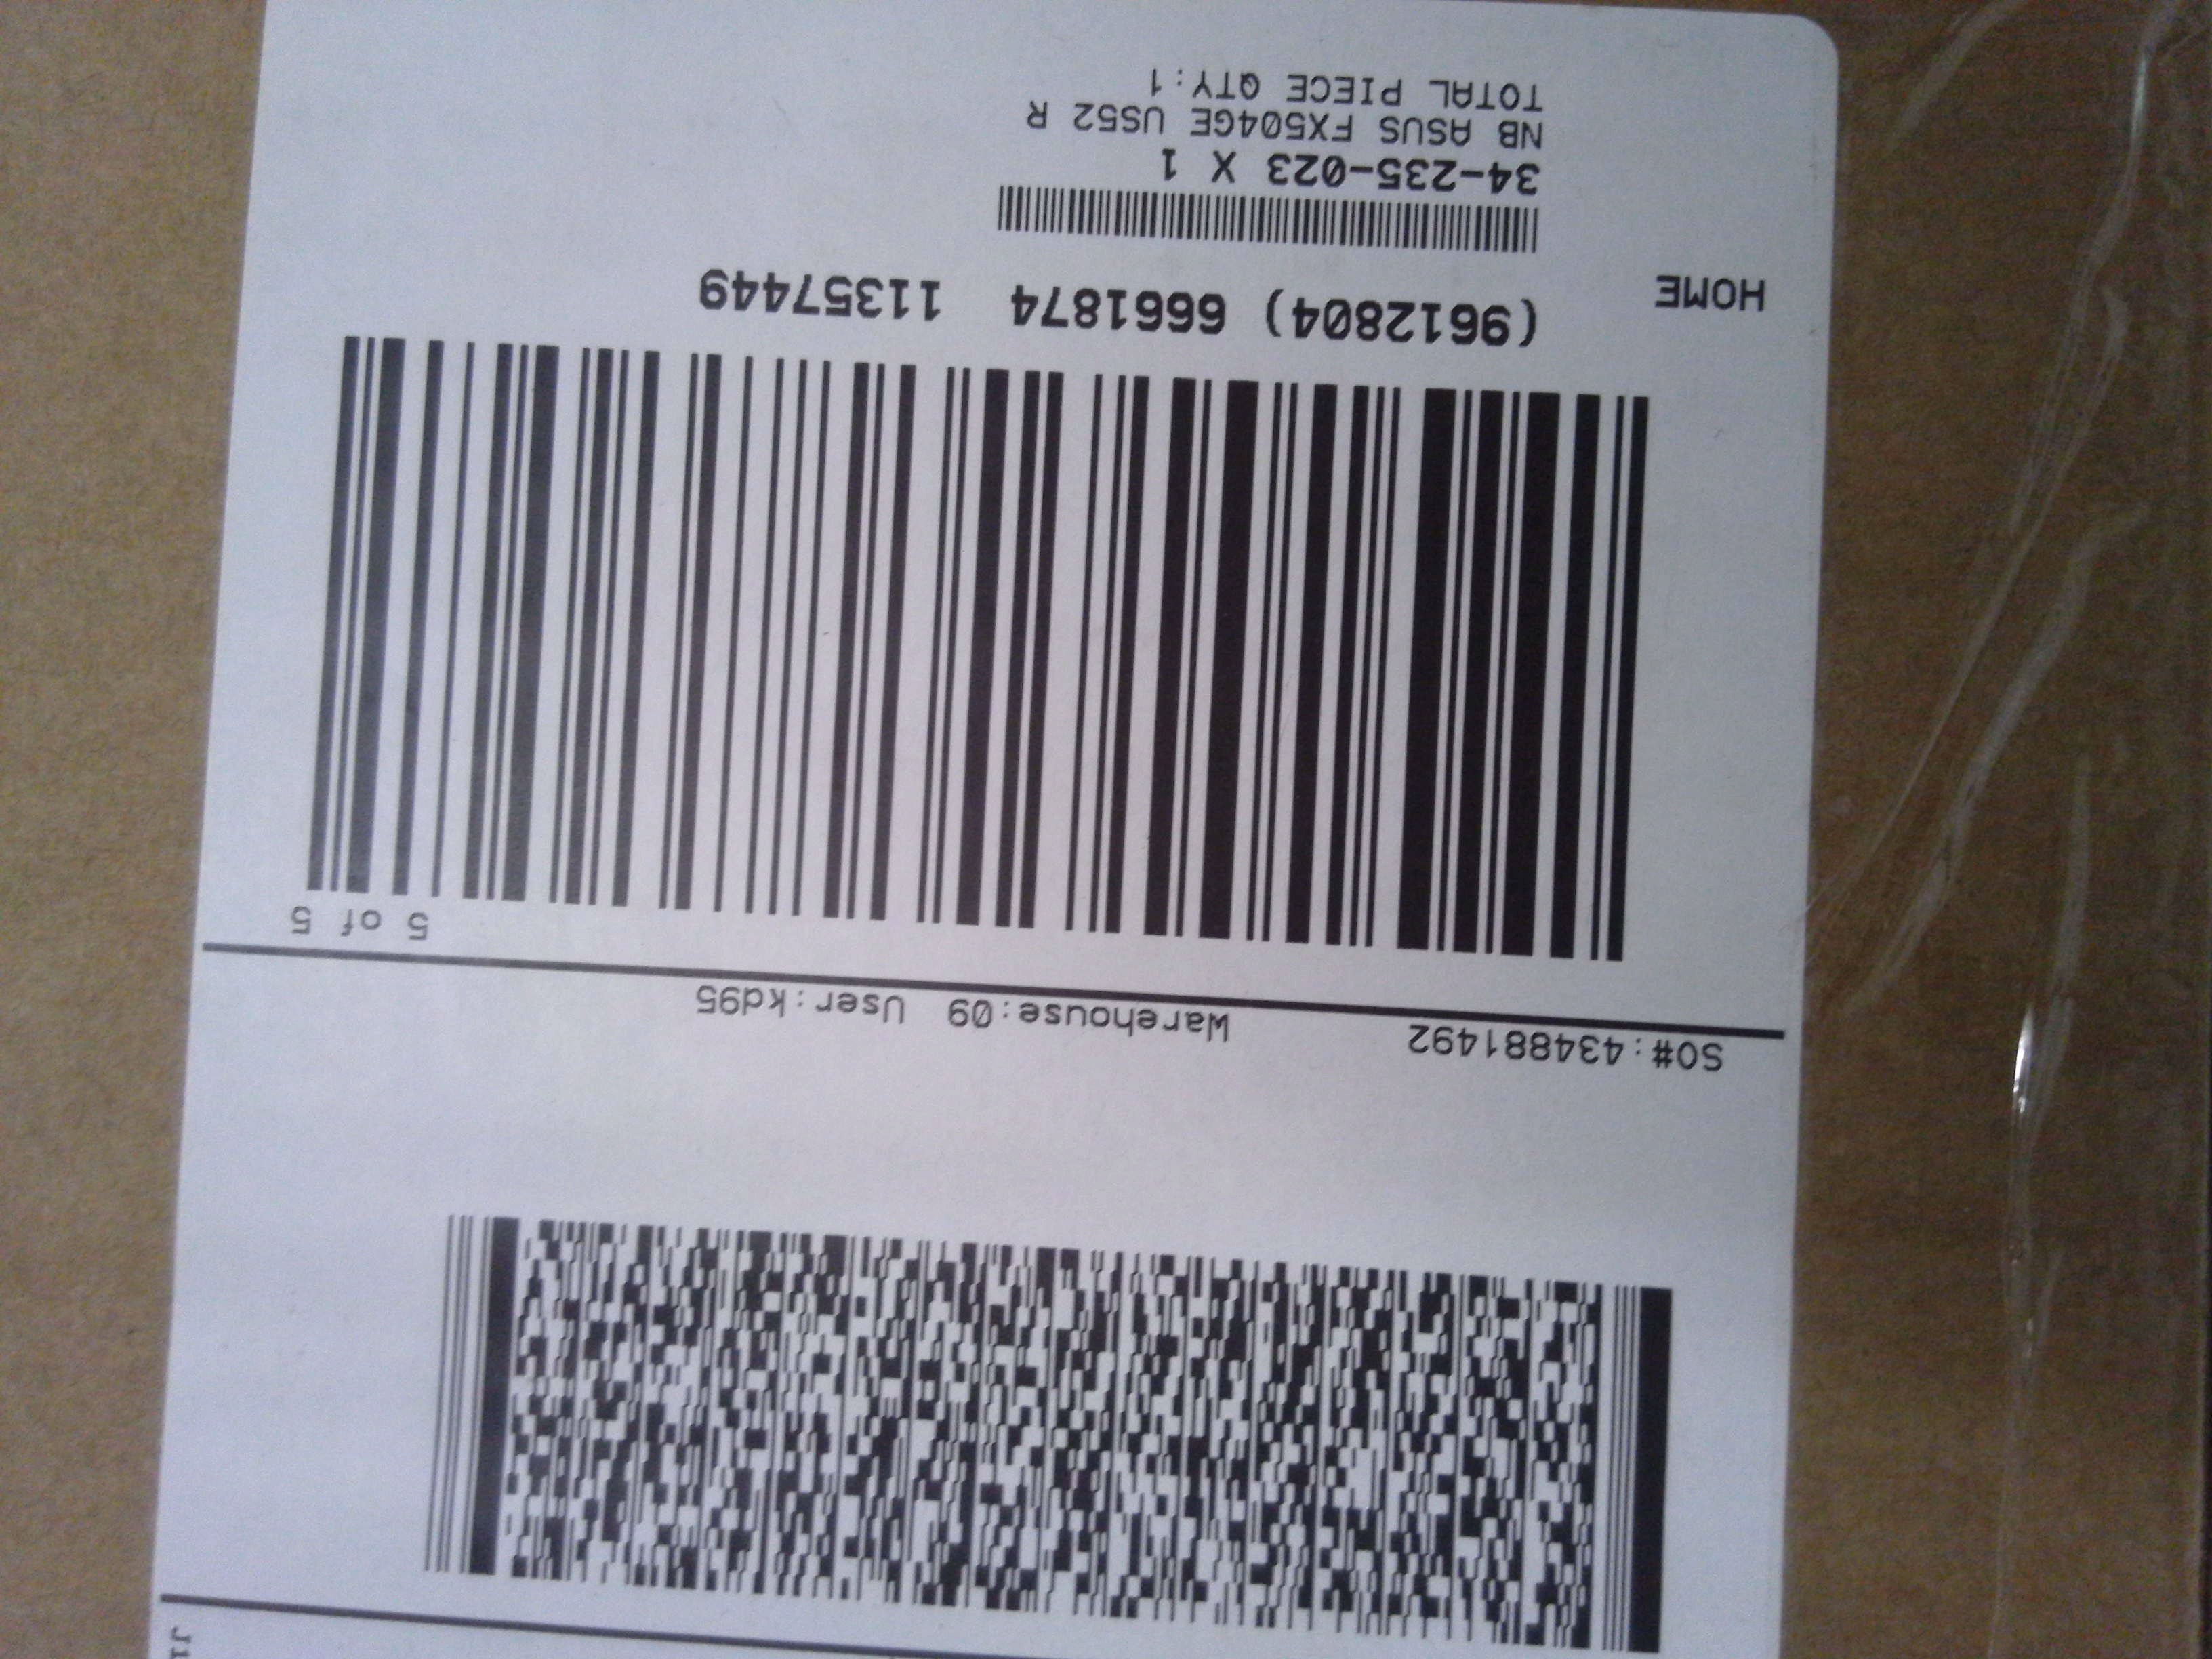 SO#:434881492 Warehouse:09 User:kd95
5 of 5
(9612804) 6661874 11357449
HOME
34-235-023 X 1
NB ASUS FX504GE US52 R
TOTAL PIECE QTY:1